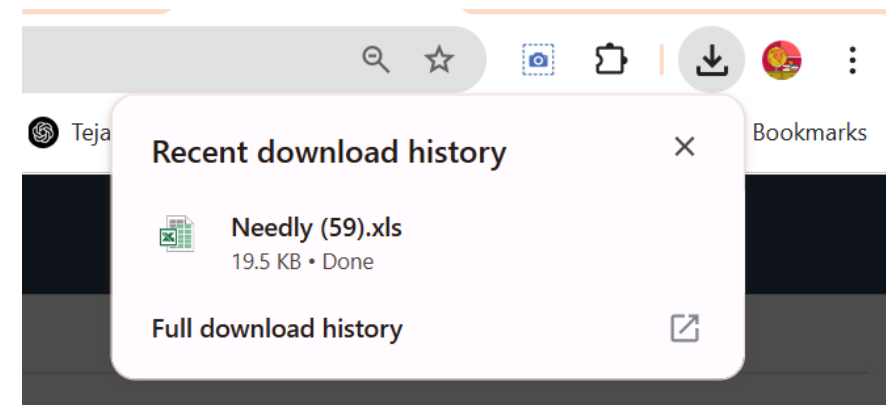 Teja
Bookmarks
Recent download history
Needly (59).xls
19.5 KB • Done
Full download history